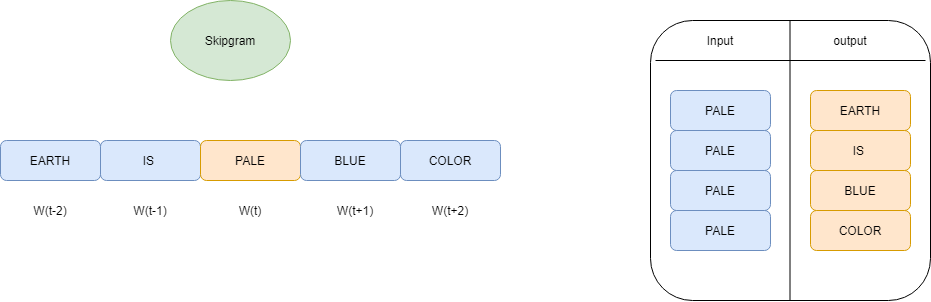 Skipgram
EARTH IS PALE BLUE COLOR
W(t-2) W(t-1) W(t) W(t+1) W(t+2)
Input output
PALE EARTH
PALE IS
PALE BLUE
PALE COLOR